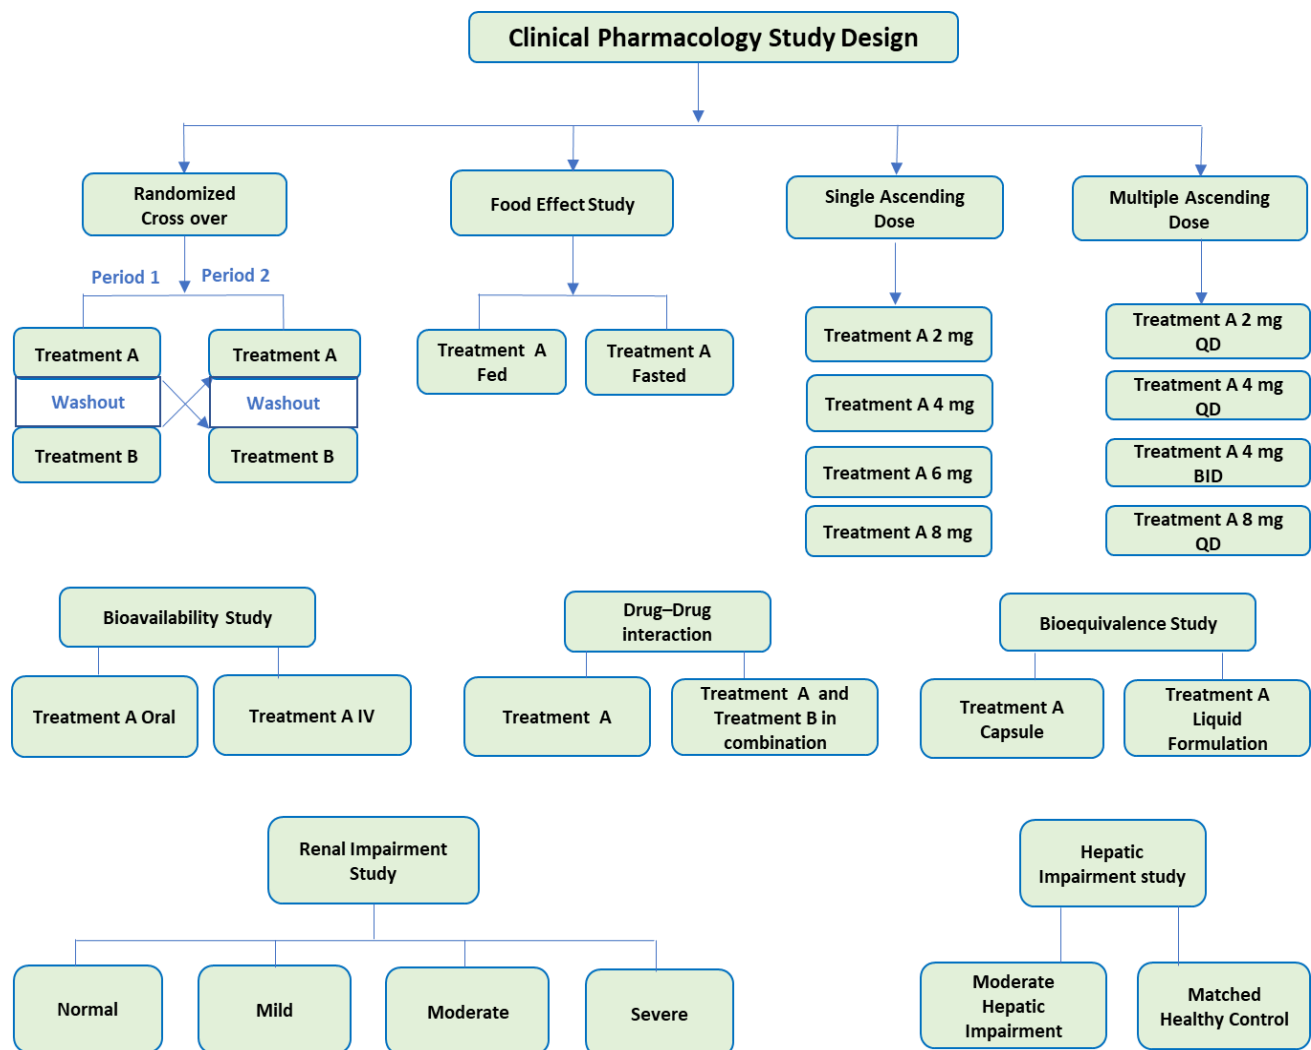 Clinical Pharmacology Study Design
Randomized
Cross over
Food Effect Study
Single Ascending
Dose
Multiple Ascending
Dose
Period 1
Period 2
Treatment A
Washout
Treatment B
Treatment A
Washout
Treatment B
Treatment A
Fed
Treatment A
Fasted
Treatment A 2 mg
Treatment A 4 mg
Treatment A 6 mg
Treatment A 8 mg
Treatment A 2 mg
QD
Treatment A 4 mg
QD
Treatment A 4 mg
BID
Treatment A 8 mg
QD
Bioavailability Study
Treatment A Oral
Treatment A IV
Drug–Drug
interaction
Treatment A
Treatment A and
Treatment B in
combination
Bioequivalence Study
Treatment A
Capsule
Treatment A
Liquid
Formulation
Renal Impairment
Study
Normal
Mild
Moderate
Severe
Hepatic
Impairment study
Moderate
Hepatic
Impairment
Matched
Healthy Control